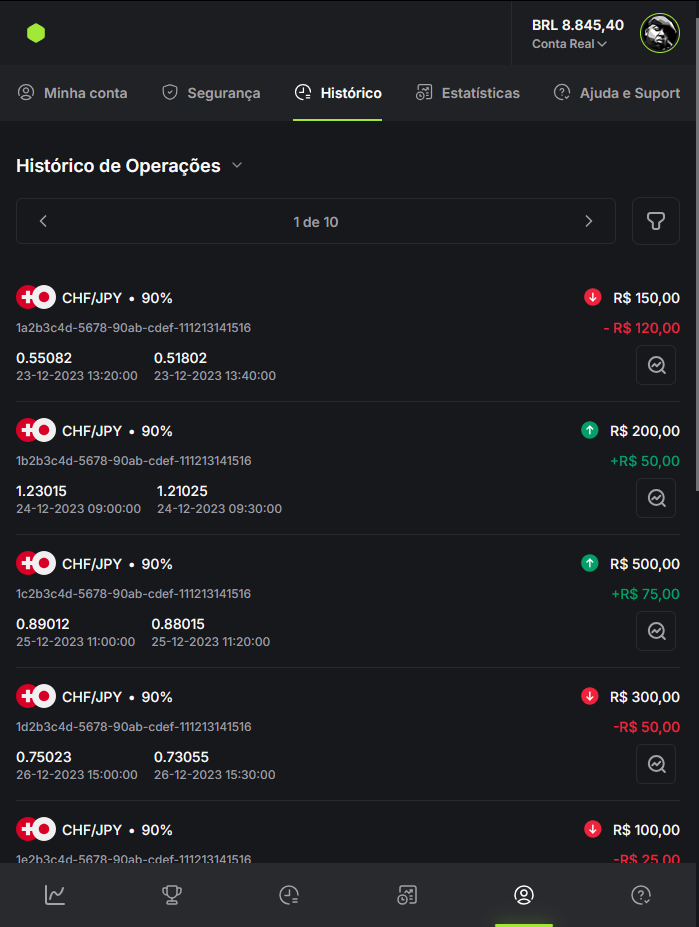 BRL 8.845,40
Conta Real
Minha conta
Segurança
Histórico
Estatísticas
Ajuda e Suport
Histórico de Operações
1 de 10
CHF/JPY • 90%
R$ 150,00
1a2b3c4d-5678-90ab-cdef-111213141516
- R$ 120,00
0.55082
0.51802
23-12-2023 13:20:00
23-12-2023 13:40:00
CHF/JPY • 90%
R$ 200,00
1b2b3c4d-5678-90ab-cdef-111213141516
+R$ 50,00
1.23015
1.21025
24-12-2023 09:00:00
24-12-2023 09:30:00
CHF/JPY • 90%
R$ 500,00
1c2b3c4d-5678-90ab-cdef-111213141516
+R$ 75,00
0.89012
0.88015
25-12-2023 11:00:00
25-12-2023 11:20:00
CHF/JPY • 90%
R$ 300,00
1d2b3c4d-5678-90ab-cdef-111213141516
-R$ 50,00
0.75023
0.73055
26-12-2023 15:00:00
26-12-2023 15:30:00
CHF/JPY • 90%
R$ 100,00
1e2b3c4d-5678-90ab-cdef-111213141516
-R$ 25,00